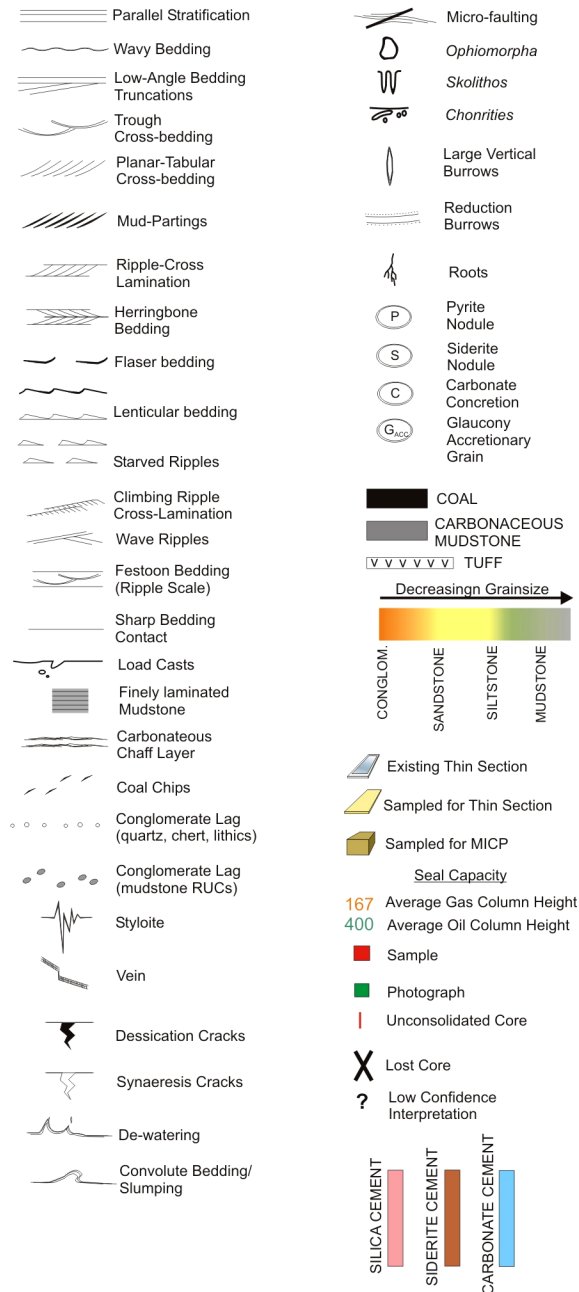 Parallel Stratification
Wavy Bedding
Low-Angle Bedding
Truncations
Trough
Cross-bedding
Planar-Tabular
Cross-bedding
Mud-Partings
Ripple-Cross
Lamination
Herringbone
Bedding
Flaser bedding
Lenticular bedding
Starved Ripples
Climbing Ripple
Cross-Lamination
Wave Ripples
Festoon Bedding
(Ripple Scale)
Sharp Bedding
Contact
Load Casts
Finely laminated
Mudstone
Carbonateous
Chaff Layer
Coal Chips
Conglomerate Lag
(quartz, chert, lithics)
Conglomerate Lag
(mudstone RUCs)
Styloite
Vein
Dessication Cracks
Synaeresis Cracks
De-watering
Convolute Bedding/
Slumping
Micro-faulting
Ophiomorpha
Skolithos
Chonrities
Large Vertical
Burrows
Reduction
Burrows
Roots
P
Pyrite
Nodule
S
Siderite
Nodule
C
Carbonate
Concretion
GACC
Glaucony
Accretionary
Grain
COAL
CARBONACEOUS
MUDSTONE
V V V V V V TUFF
Decreasingn Grainsize
CONGLOM.
SANDSTONE
SILTSTONE
MUDSTONE
Existing Thin Section
Sampled for Thin Section
Sampled for MICP
Seal Capacity
167 Average Gas Column Height
400 Average Oil Column Height
Sample
Photograph
Unconsolidated Core
Lost Core
? Low Confidence
Interpretation
SILICA CEMENT
SIDERITE CEMENT
CARBONATE CEMENT